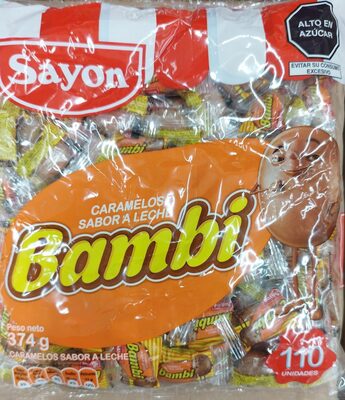 Sayon
ALTO EN
AZÚCAR
EVITAR SU CONSUMO
EXCESIVO
CARAMELOS
SABOR A LECHE
Bambi
Peso neto
374 g
CARAMELOS SABOR A LECHE
110
UNIDADES
Bambi